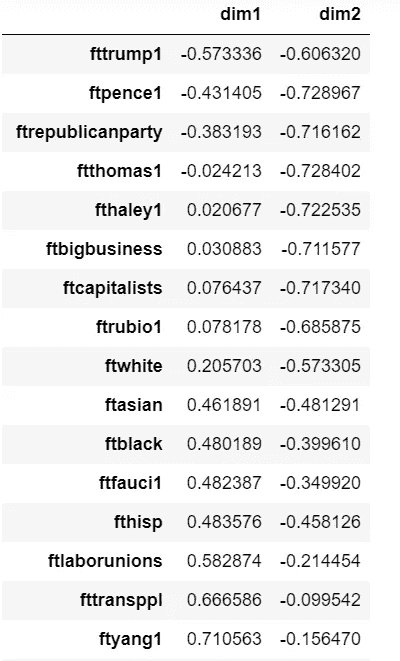 dim1 dim2
fttrump1 -0.573336 -0.606320
ftpence1 -0.431405 -0.728967
ftrepublicanparty -0.383193 -0.716162
ftthomas1 -0.024213 -0.728402
fthaley1 0.020677 -0.722535
ftbigbusiness 0.030883 -0.711577
ftcapitalists 0.076437 -0.717340
ftrubio1 0.078178 -0.685875
ftwhite 0.205703 -0.573305
ftasian 0.461891 -0.481291
ftblack 0.480189 -0.399610
ftfauci1 0.482387 -0.349920
fthisp 0.483576 -0.458126
ftlaborunions 0.582874 -0.214454
fttransppl 0.666586 -0.099542
ftyang1 0.710563 -0.156470